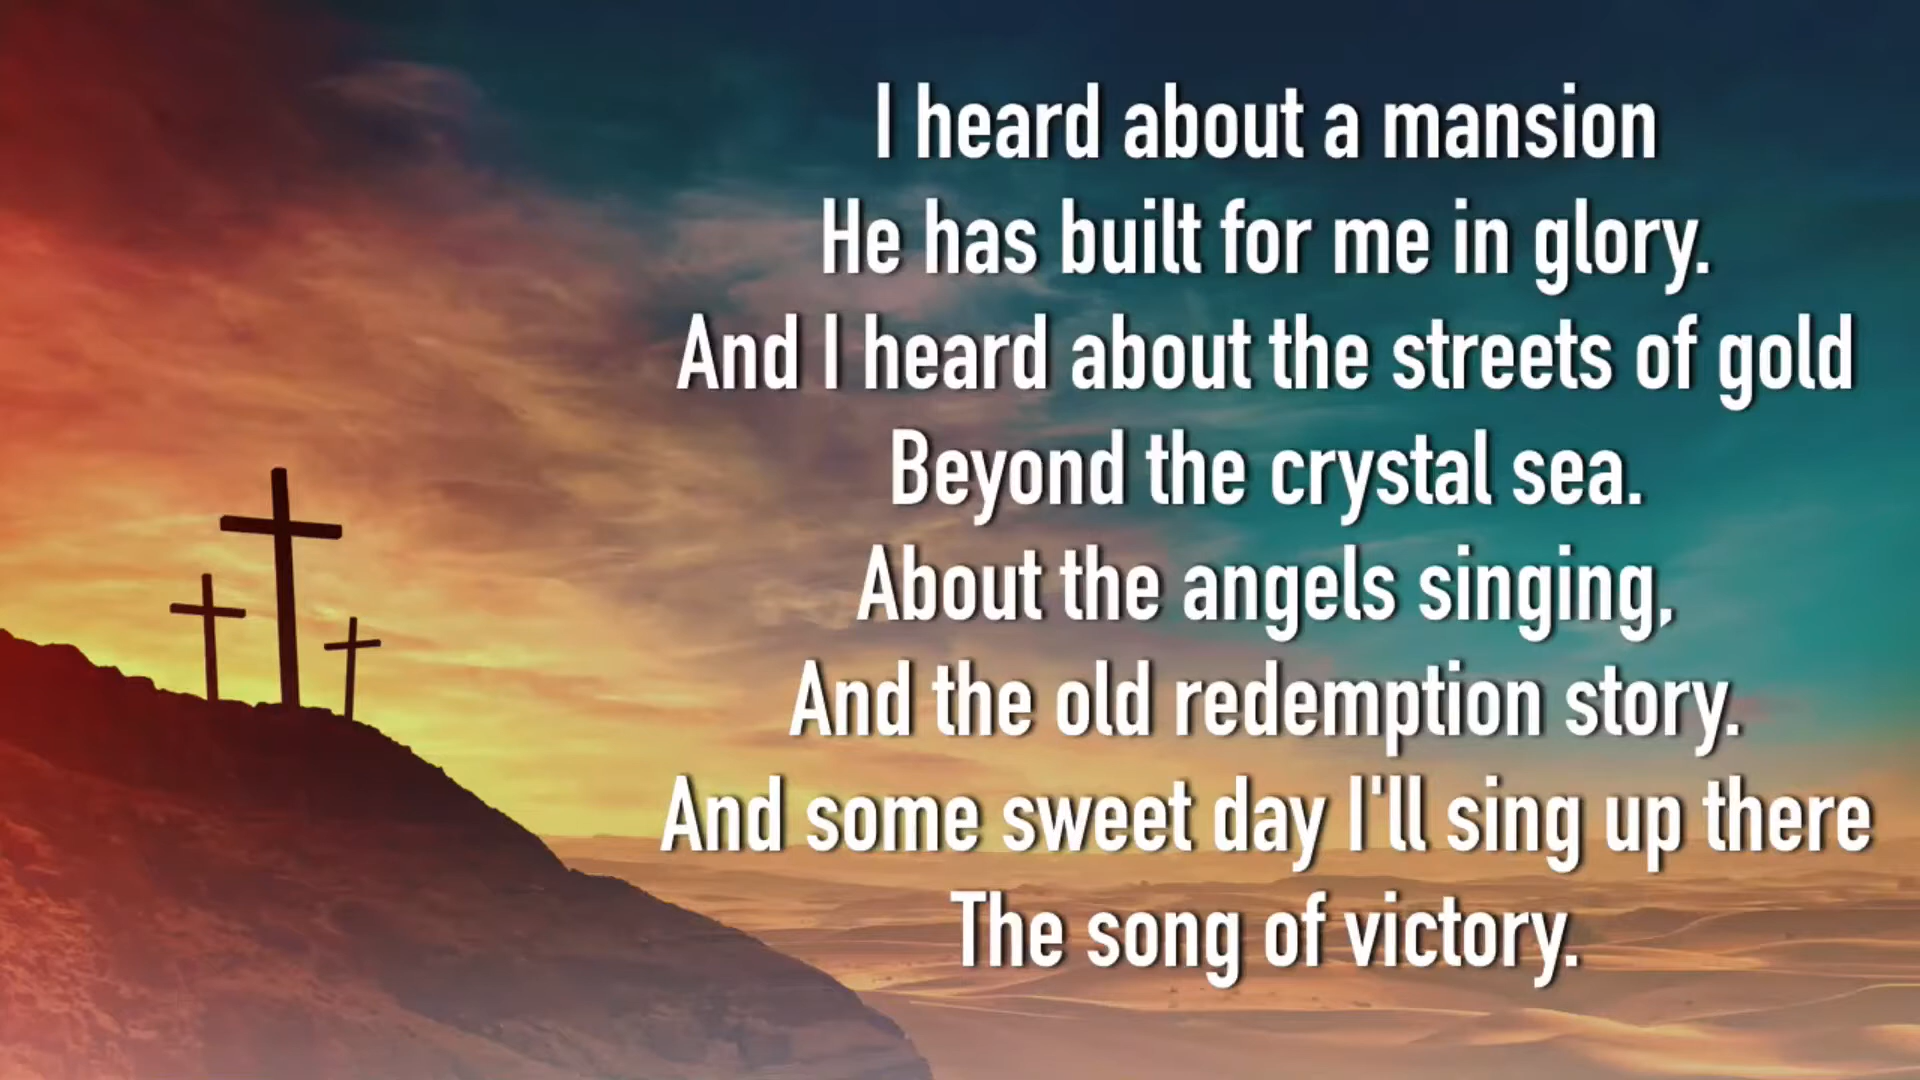 I heard about a mansion
He has built for me in glory.
And I heard about the streets of gold
Beyond the crystal sea.
About the angels singing,
And the old redemption story.
And some sweet day I'll sing up there
The song of victory.